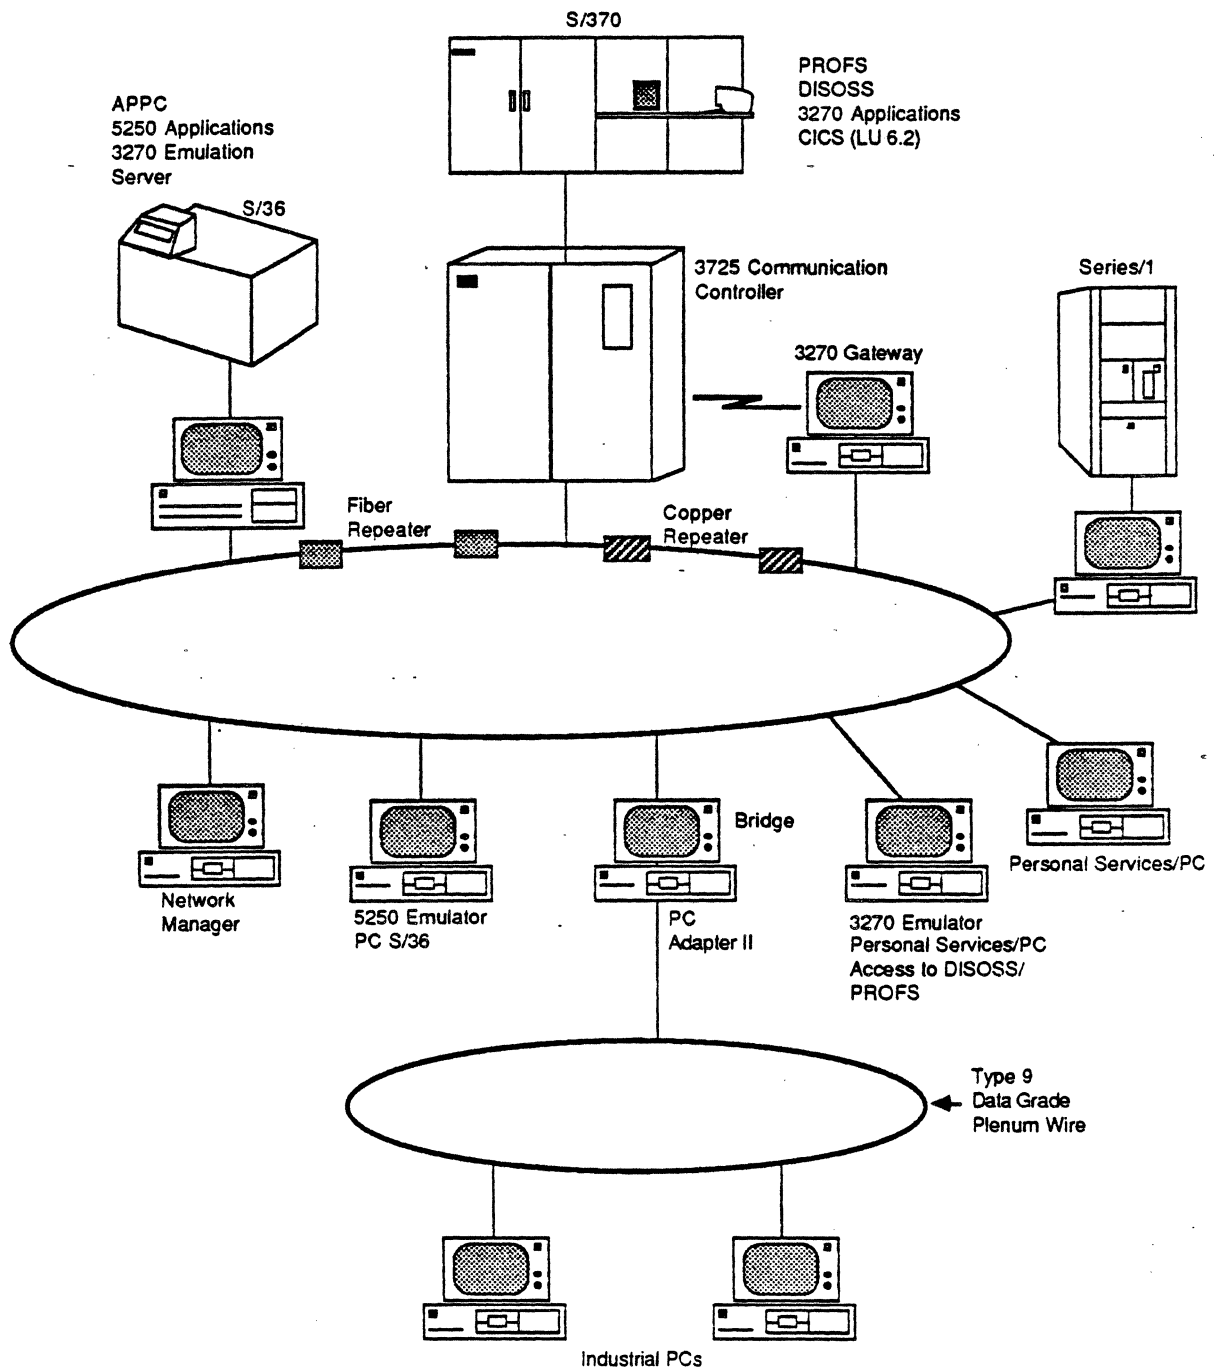 S/370
PROFS
DISOSS
3270 Applications
CICS (LU 6.2)
APPC
5250 Applications
3270 Emulation
Server
S/36
3725 Communication
Controller
Series/1
3270 Gateway
Fiber
Repeater
Copper
Repeater
Network
Manager
5250 Emulator
PC S/36
Bridge
PC
Adapter II
3270 Emulator
Personal Services/PC
Access to DISOSS/
PROFS
Personal Services/PC
Type 9
Data Grade
Plenum Wire
Industrial PCs